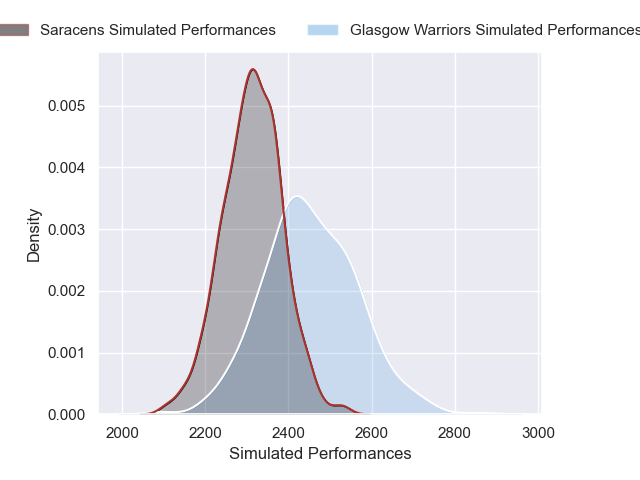 Saracens Simulated Performances
Glasgow Warriors Simulated Performances
0.005
0.004
0.003
0.002
0.001
0.000
Density
2000 2200 2400 2600 2800 3000
Simulated Performances